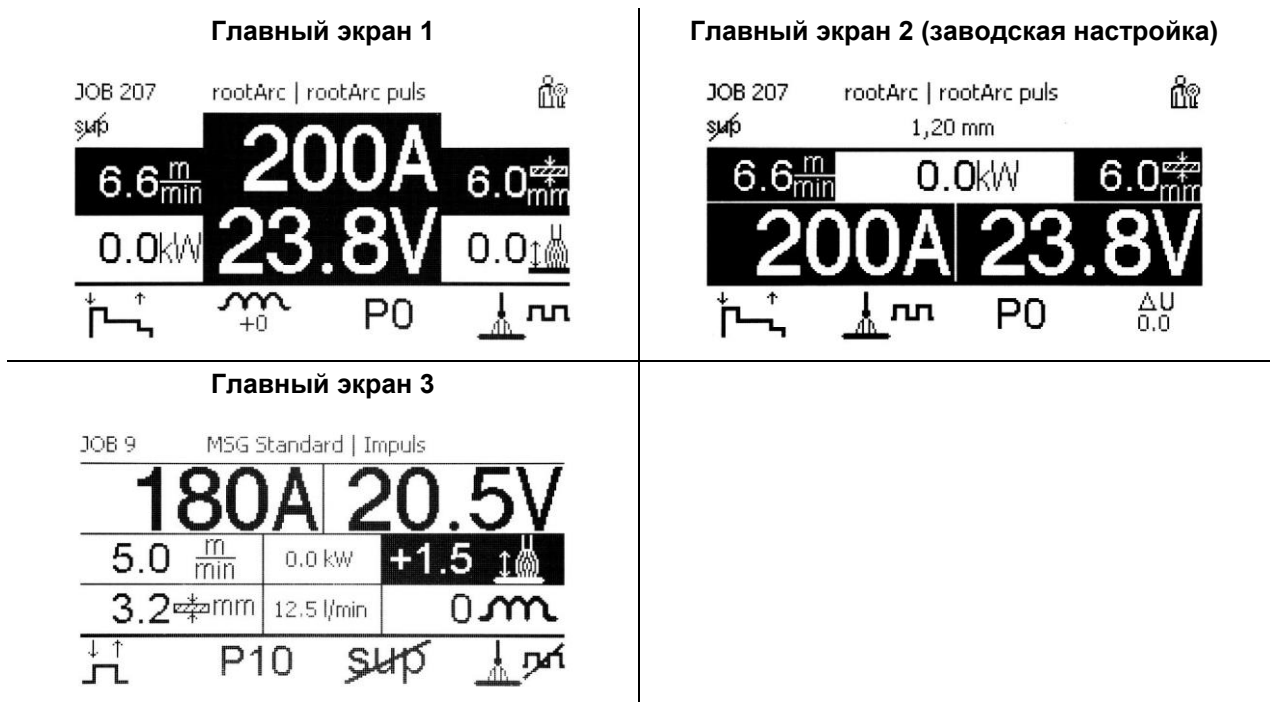 Главный экран 1
JOB 207 rootArc | rootArc puls
sup
200A
6.6 m/min
6.0 mm
23.8V
0.0kW
0.0
+0
P0
Главный экран 2 (заводская настройка)
JOB 207 rootArc | rootArc puls
sup
1,20 mm
6.6 m/min 0.0kW 6.0 mm
200A 23.8V
P0
ΔU
0.0
Главный экран 3
JOB 9 MSG Standard | Impuls
180A 20.5V
5.0 m/min 0.0 kW +1.5
3.2 mm 12.5 l/min 0
P10 sup